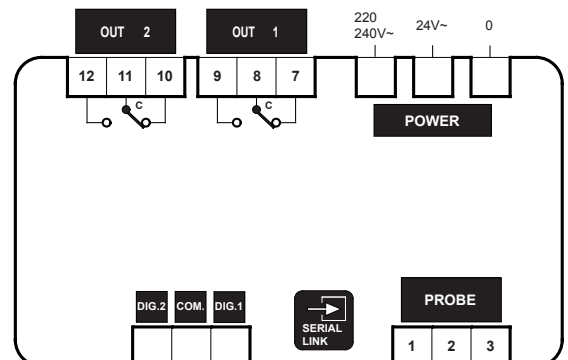 OUT 2
OUT 1
220
240V~
24V~
0
12
11
10
9
8
7
C
C
POWER
DIG.2
COM.
DIG.1
SERIAL
LINK
PROBE
1
2
3